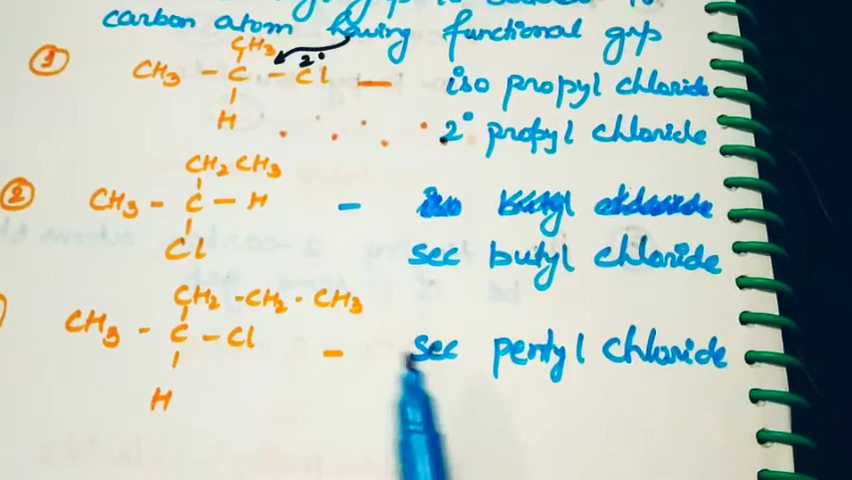 carbon atom having functional grp
1 CH3 - C - Cl - iso propyl chloride
CH3
2°
H
2° propyl chloride
CH2 CH3
2 CH3 - C - H -
Cl
sec butyl chloride
CH2 - CH2 - CH3
CH3 - C - Cl - sec pentyl chloride
H